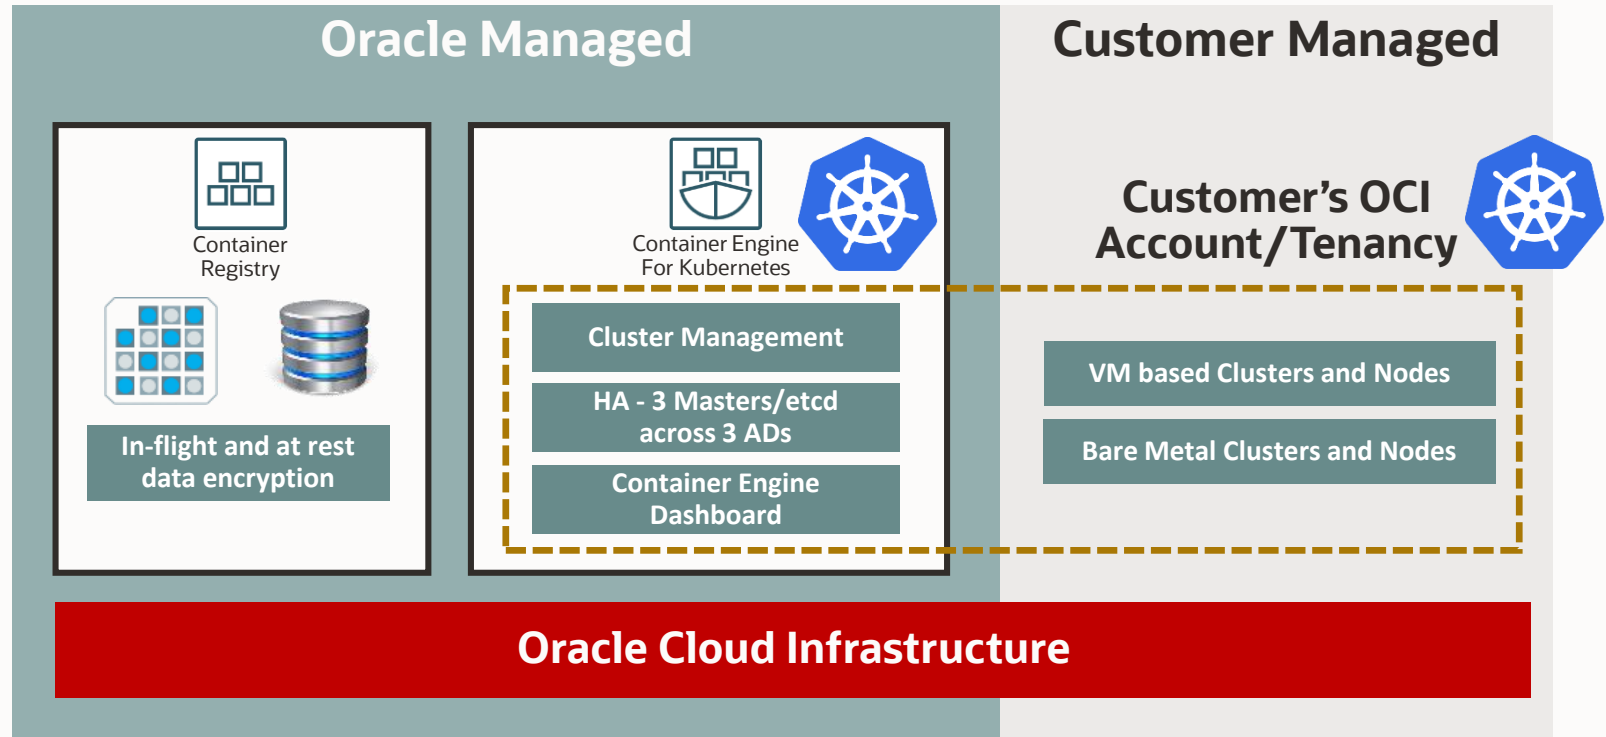 Oracle Managed
Customer Managed
Container
Registry
In-flight and at rest
data encryption
Container Engine
For Kubernetes
Cluster Management
HA - 3 Masters/etcd
across 3 ADs
Container Engine
Dashboard
Customer’s OCI
Account/Tenancy
VM based Clusters and Nodes
Bare Metal Clusters and Nodes
Oracle Cloud Infrastructure